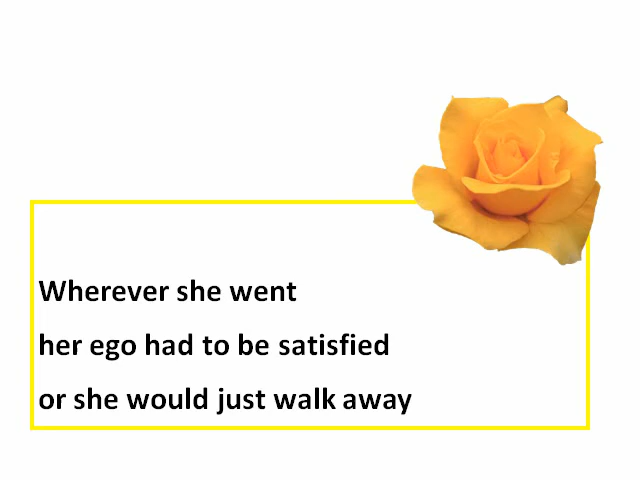 Wherever she went
her ego had to be satisfied
or she would just walk away